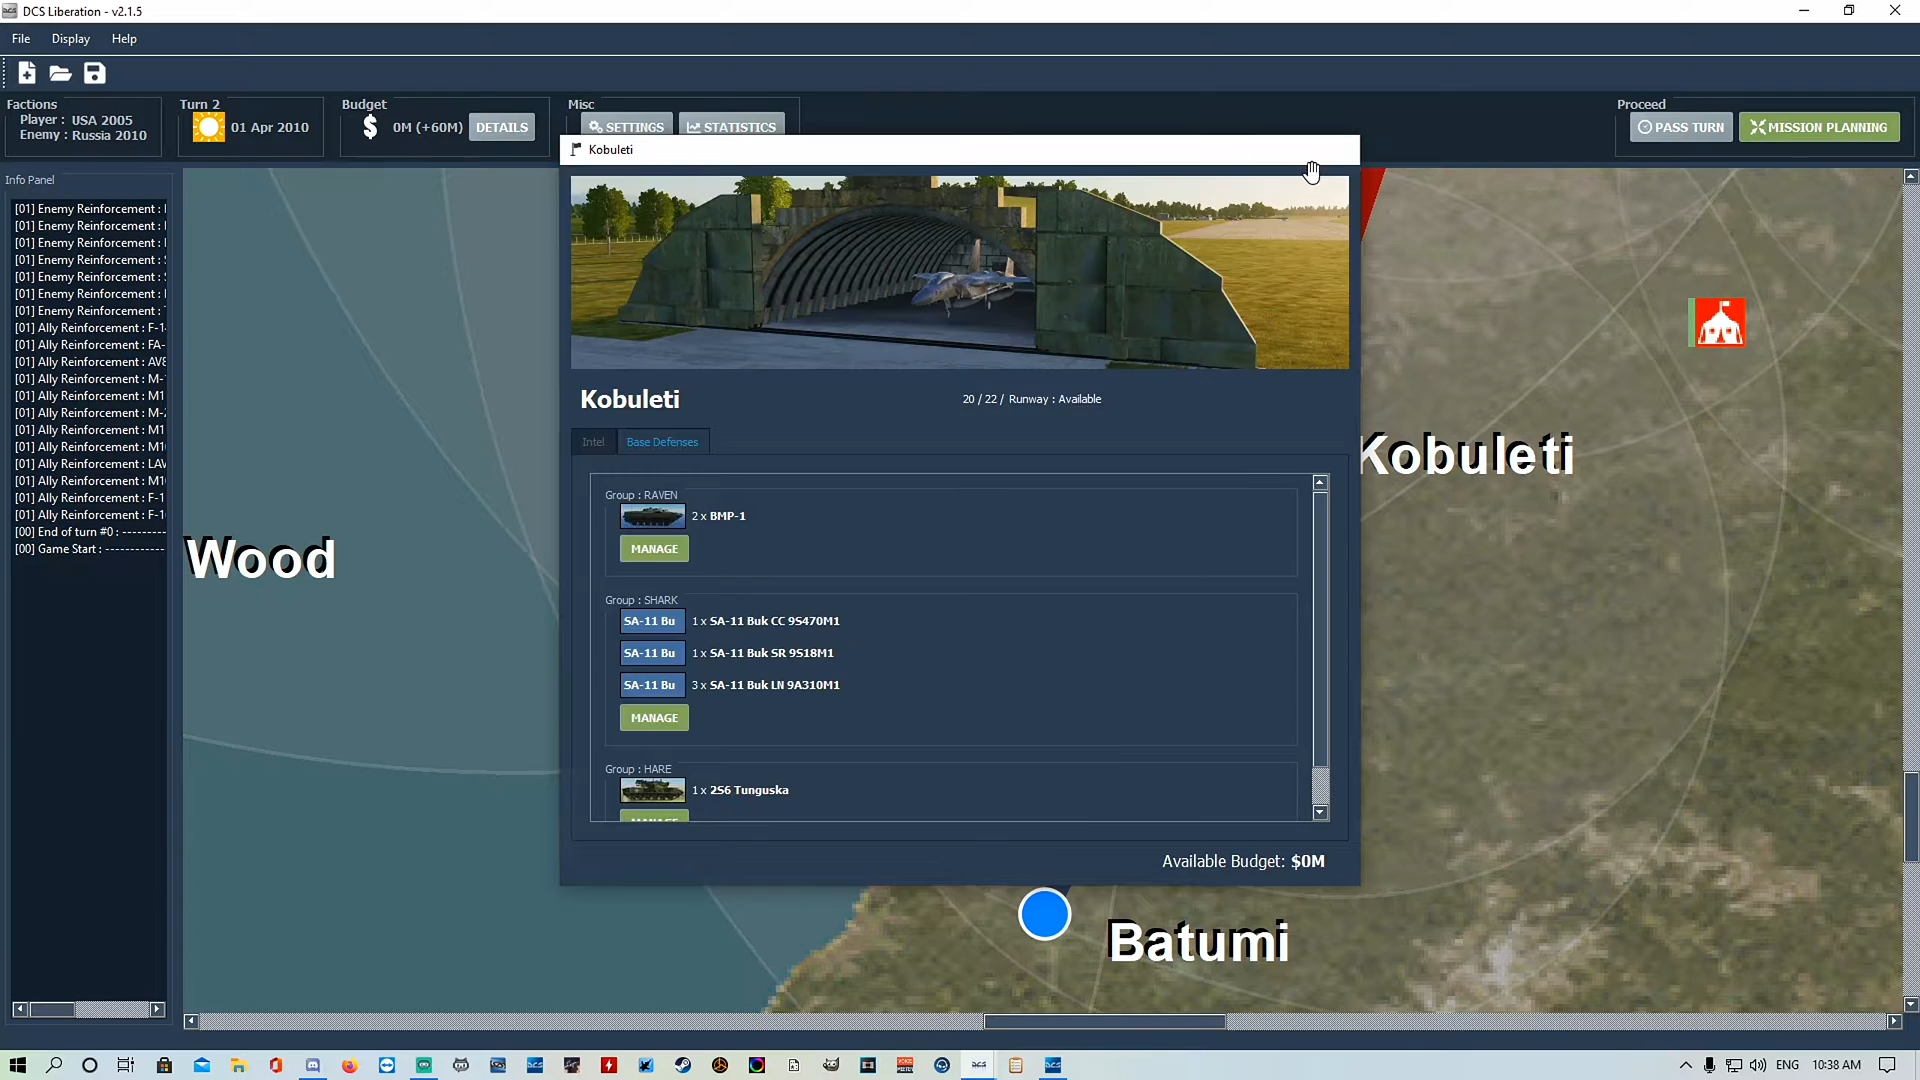 DCS Liberation - v2.1.5
File Display Help
Factions
Player : USA 2005
Enemy : Russia 2010
Turn 2
01 Apr 2010
Budget
$ 0M (+60M) DETAILS
Misc
SETTINGS STATISTICS
Proceed
PASS TURN MISSION PLANNING
Info Panel
[01] Enemy Reinforcement :
[01] Enemy Reinforcement :
[01] Enemy Reinforcement :
[01] Enemy Reinforcement : S
[01] Enemy Reinforcement : S
[01] Enemy Reinforcement :
[01] Enemy Reinforcement :
[01] Ally Reinforcement : F-1
[01] Ally Reinforcement : FA-
[01] Ally Reinforcement : AV8
[01] Ally Reinforcement : M-
[01] Ally Reinforcement : M1
[01] Ally Reinforcement : M-2
[01] Ally Reinforcement : M1
[01] Ally Reinforcement : M1
[01] Ally Reinforcement : LAV
[01] Ally Reinforcement : M1
[01] Ally Reinforcement : F-1
[01] Ally Reinforcement : F-1
[00] End of turn #0 : ---------
[00] Game Start : ------------
Kobuleti
Kobuleti
20 / 22 / Runway : Available
Intel Base Defenses
Group : RAVEN
2 x BMP-1
MANAGE
Group : SHARK
SA-11 Bu 1 x SA-11 Buk CC 9S470M1
SA-11 Bu 1 x SA-11 Buk SR 9S18M1
SA-11 Bu 3 x SA-11 Buk LN 9A310M1
MANAGE
Group : HARE
1 x 2S6 Tunguska
MANAGE
Available Budget: $0M
Wood
Kobuleti
Batumi
ENG 10:38 AM